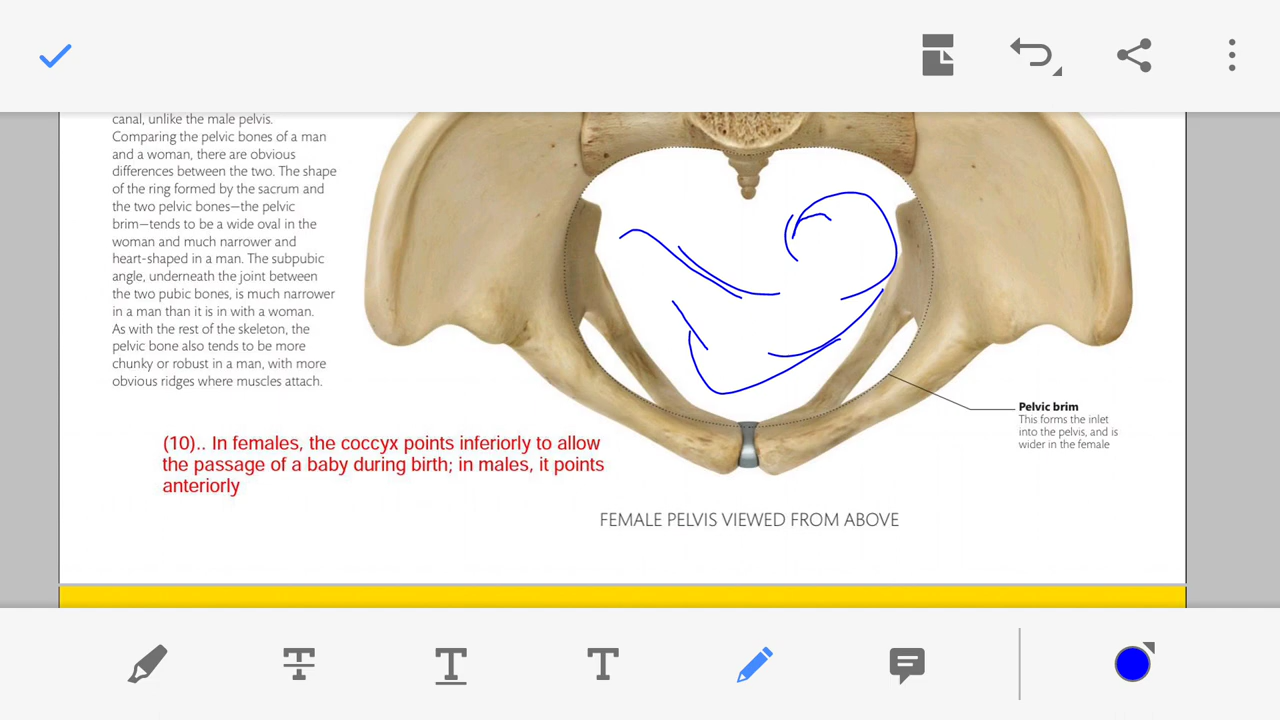 canal, unlike the male pelvis.
Comparing the pelvic bones of a man
and a woman, there are obvious
differences between the two. The shape
of the ring formed by the sacrum and
the two pelvic bones—the pelvic
brim—tends to be a wide oval in the
woman and much narrower and
heart-shaped in a man. The subpubic
angle, underneath the joint between
the two pubic bones, is much narrower
in a man than it is in with a woman.
As with the rest of the skeleton, the
pelvic bone also tends to be more
chunky or robust in a man, with more
obvious ridges where muscles attach.
Pelvic brim
This forms the inlet
into the pelvis, and is
wider in the female
(10).. In females, the coccyx points inferiorly to allow
the passage of a baby during birth; in males, it points
anteriorly
FEMALE PELVIS VIEWED FROM ABOVE